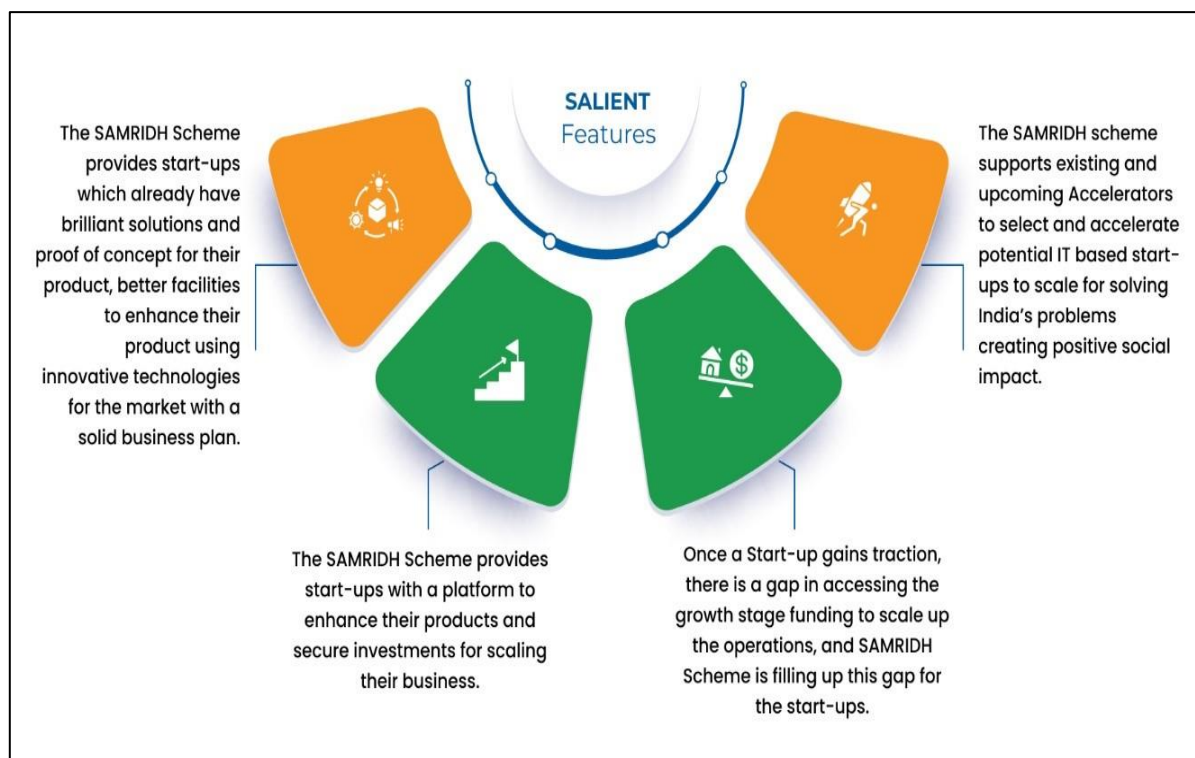 SALIENT
Features
The SAMRIDH Scheme
provides start-ups
which already have
brilliant solutions and
proof of concept for their
product, better facilities
to enhance their
product using
innovative technologies
for the market with a
solid business plan.
The SAMRIDH Scheme provides
start-ups with a platform to
enhance their products and
secure investments for scaling
their business.
Once a Start-up gains traction,
there is a gap in accessing the
growth stage funding to scale up
the operations, and SAMRIDH
Scheme is filling up this gap for
the start-ups.
The SAMRIDH scheme
supports existing and
upcoming Accelerators
to select and accelerate
potential IT based start-
ups to scale for solving
India's problems
creating positive social
impact.
$